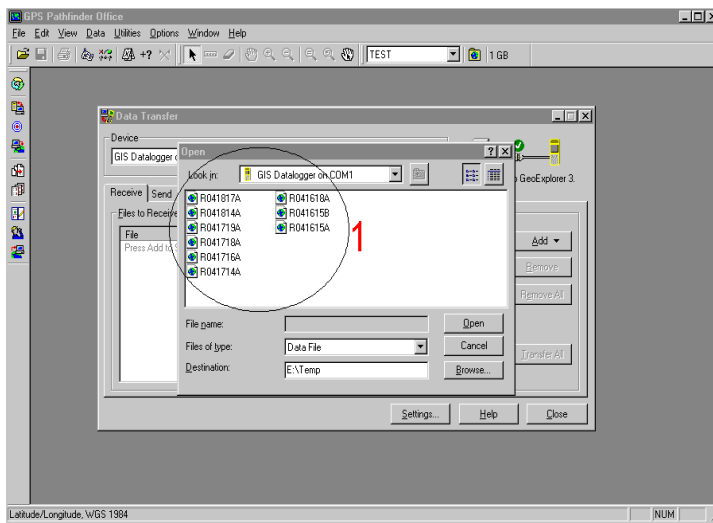 GPS Pathfinder Office
File Edit View Data Utilities Options Window Help
+? TEST 1 GB
Data Transfer
Device
GIS Datalogger
GeoExplorer 3.
Receive Send
Files to Receive
File
Press Add to S
Add
Remove
Remove All
Transfer All
Settings... Help Close
Open
Look in: GIS Datalogger on COM1
R041817A R041618A
R041814A R041615B
R041719A R041615A
R041718A
R041716A
R041714A
1
File name: Open
Files of type: Data File Cancel
Destination: E:\Temp Browse...
Latitude/Longitude, WGS 1984 NUM